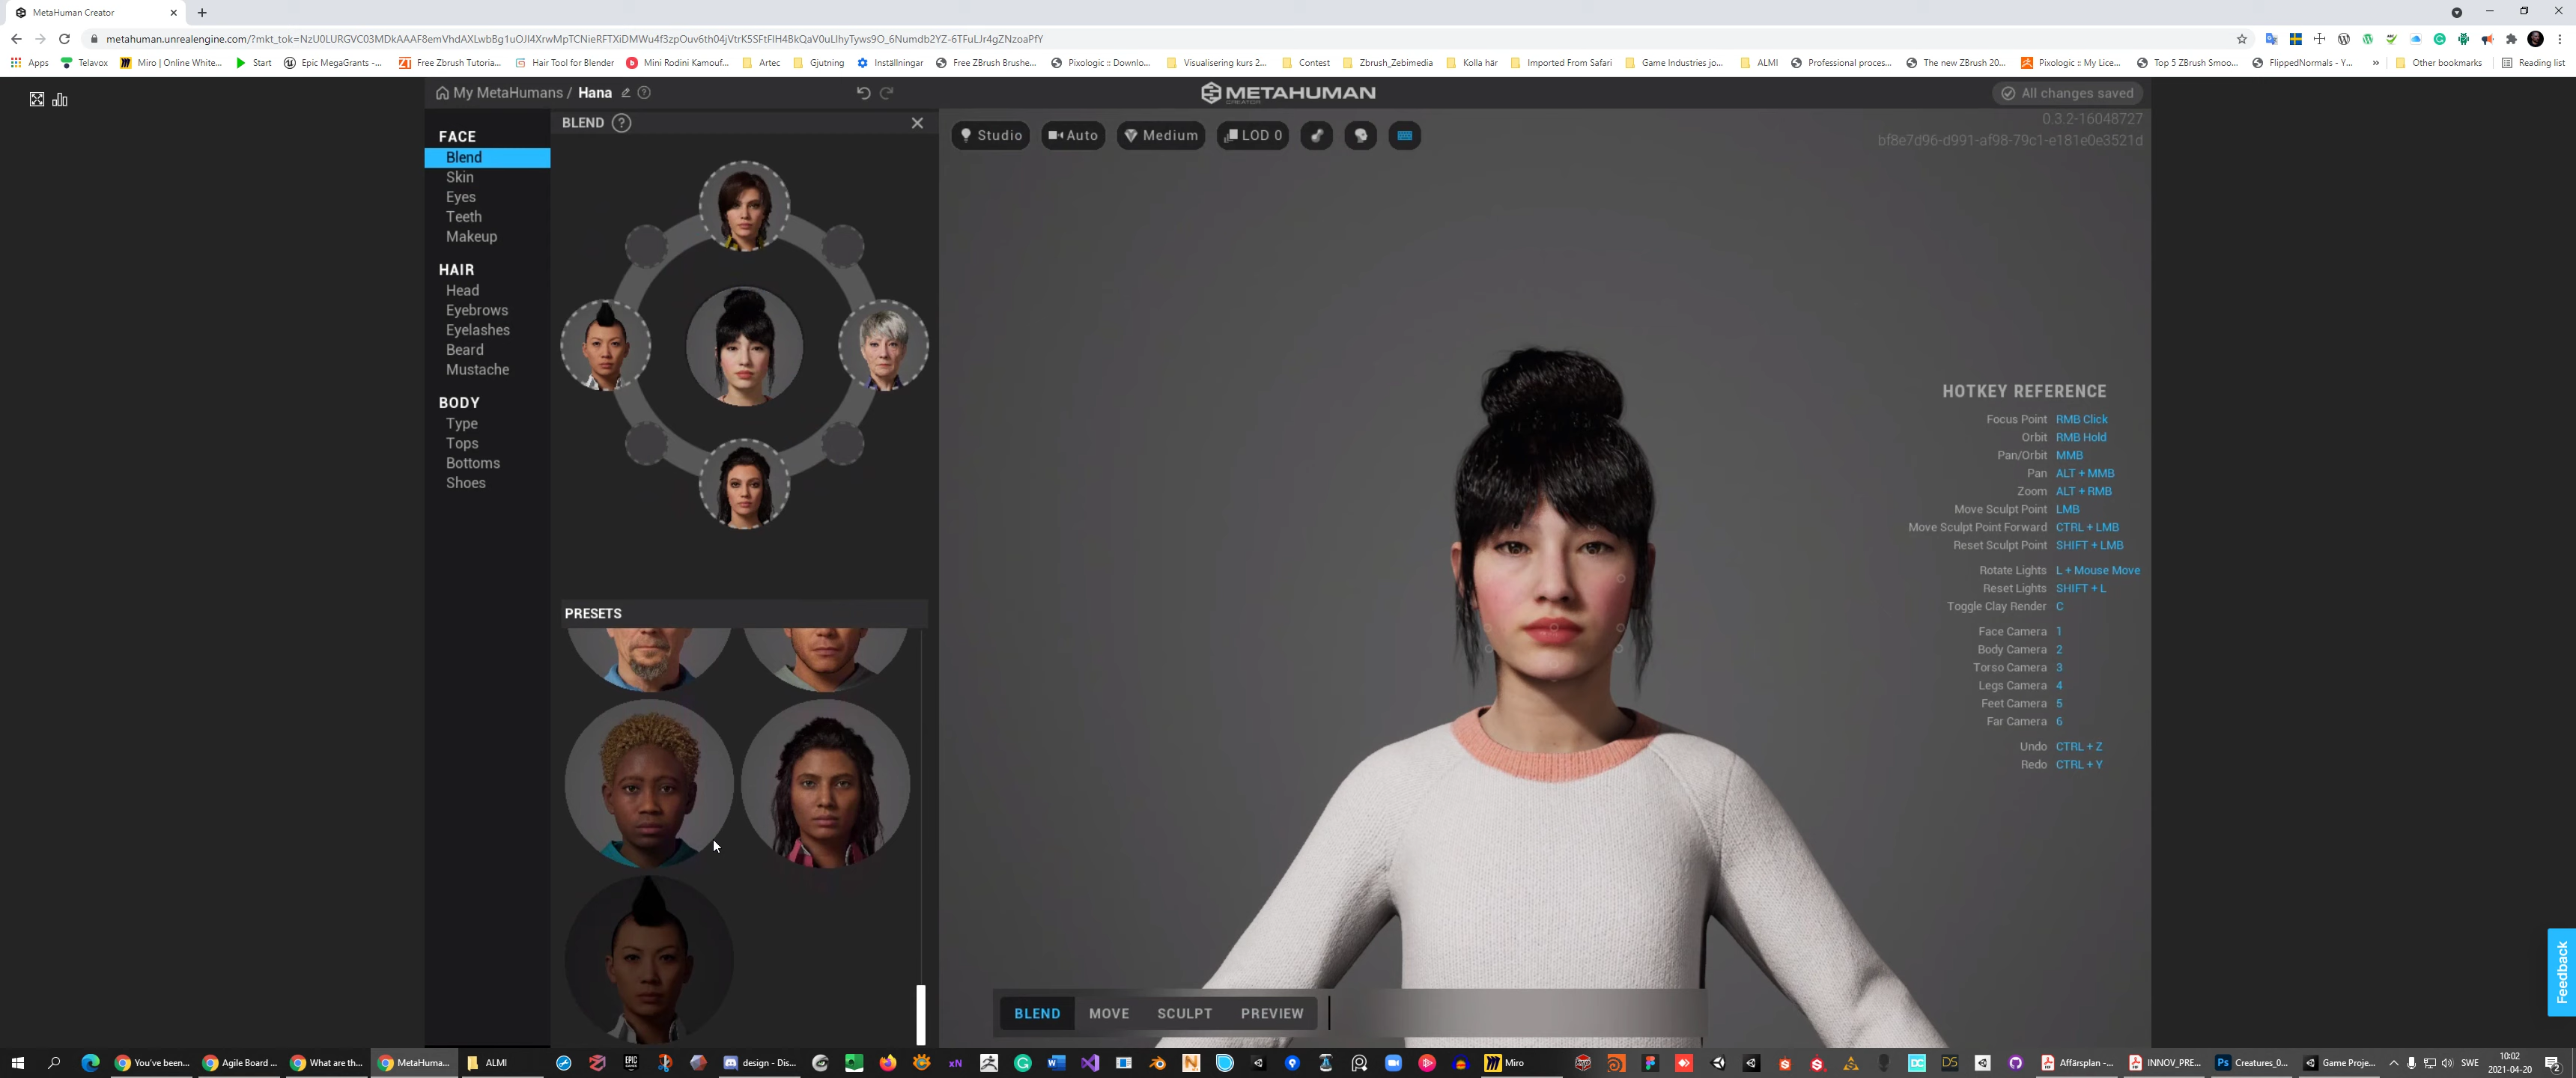 MetaHuman Creator
metahuman.unrealengine.com/?mkt_tok=NzU0LURGVC03MDkAAAF8emVhdAXLwbBg1uOJI4XrwMpTCNieRFTXiDMWu4f3zpOuv6th04jVtrK5SFtFlH4BkQaV0uLlhyTyws9O_6Numdb2YZ-6TFuLJr4gZNzoaPfY
Apps Telavox Miro | Online White... Start Epic MegaGrants -... Free Zbrush Tutoria... Hair Tool for Blender Mini Rodini Kamouf... Artec Gjutning Inställningar Free ZBrush Brushe... Pixologic :: Downlo... Visualisering kurs 2... Contest Zbrush_Zebimedia Kolla här Imported From Safari Game Industries jo... ALMI Professional proces... The new ZBrush 20... Pixologic :: My Lice... Top 5 ZBrush Smoo... FlippedNormals - Y... » Other bookmarks Reading list
My MetaHumans / Hana
METAHUMAN
CREATOR
All changes saved
0.3.2-16048727
bf8e7d96-d991-af98-79c1-e181e0e3521d
BLEND
Studio Auto Medium LOD 0
FACE
Blend
Skin
Eyes
Teeth
Makeup
HAIR
Head
Eyebrows
Eyelashes
Beard
Mustache
BODY
Type
Tops
Bottoms
Shoes
PRESETS
HOTKEY REFERENCE
Focus Point RMB Click
Orbit RMB Hold
Pan/Orbit MMB
Pan ALT + MMB
Zoom ALT + RMB
Move Sculpt Point LMB
Move Sculpt Point Forward CTRL + LMB
Reset Sculpt Point SHIFT + LMB
Rotate Lights L + Mouse Move
Reset Lights SHIFT + L
Toggle Clay Render C
Face Camera 1
Body Camera 2
Torso Camera 3
Legs Camera 4
Feet Camera 5
Far Camera 6
Undo CTRL + Z
Redo CTRL + Y
BLEND MOVE SCULPT PREVIEW
Feedback
You've been... Agile Board ... What are th... MetaHuma... ALMI design - Dis... Miro Affärsplan -... INNOV_PRE... Creatures_0... Game Proje... SWE 10:02
2021-04-20